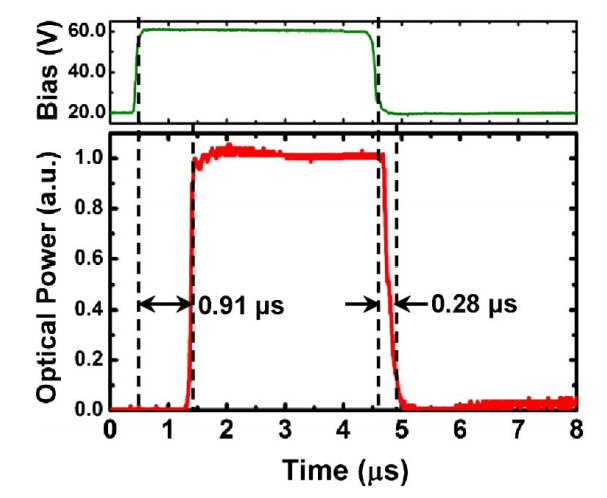 Bias (V)
60.0
40.0
20.0
Optical Power (a.u.)
1.0
0.8
0.6
0.4
0.2
0.0
0.91 μs
0.28 μs
0 1 2 3 4 5 6 7 8
Time (μs)